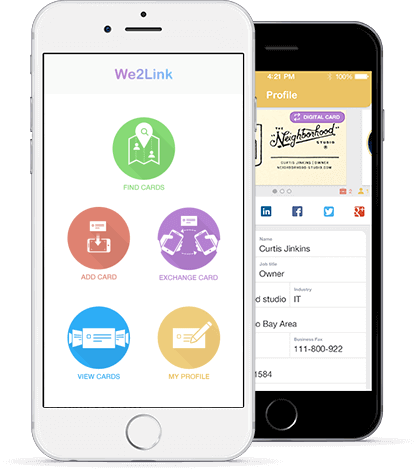 We2Link
FIND CARDS
ADD CARD
EXCHANGE CARD
VIEW CARDS
MY PROFILE
4:21 PM
100%
Profile
DIGITAL CARD
THE
"Neighborhood"
STUDIO
CURTIS JINKINS | OWNER
NEIGHBORHOOD-STUDIO.COM
in
f
g+
Name
Curtis Jinkins
Job title
Owner
Industry
d studio
IT
o Bay Area
Business Fax
111-800-922
1584